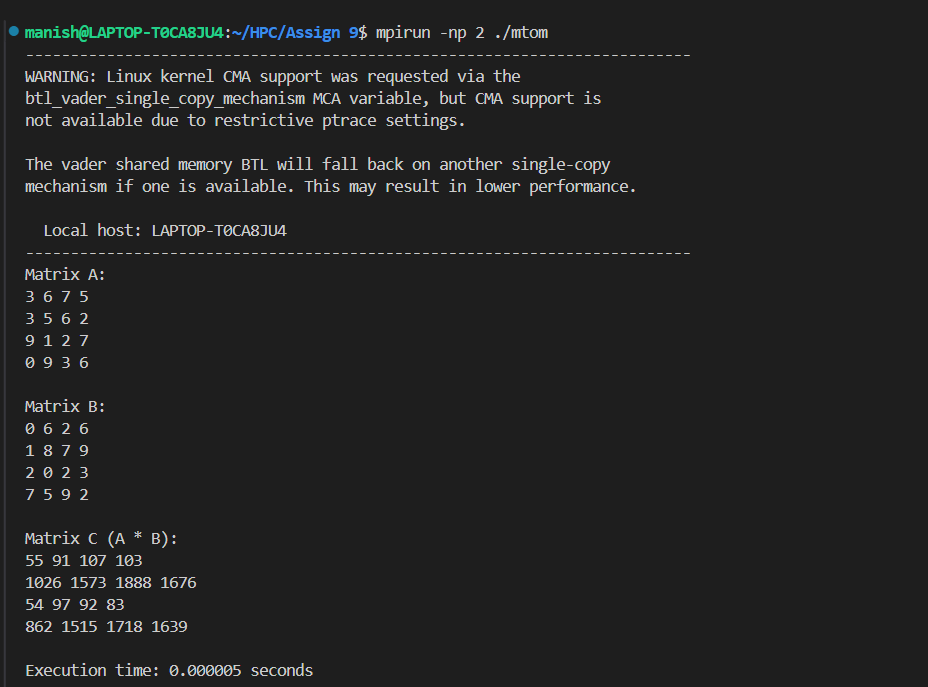 manish@LAPTOP-T0CA8JU4:~/HPC/Assign 9$ mpirun -np 2 ./mtom
--------------------------------------------------------------------------
WARNING: Linux kernel CMA support was requested via the
btl_vader_single_copy_mechanism MCA variable, but CMA support is
not available due to restrictive ptrace settings.

The vader shared memory BTL will fall back on another single-copy
mechanism if one is available. This may result in lower performance.

  Local host: LAPTOP-T0CA8JU4
--------------------------------------------------------------------------
Matrix A:
3 6 7 5
3 5 6 2
9 1 2 7
0 9 3 6

Matrix B:
0 6 2 6
1 8 7 9
2 0 2 3
7 5 9 2

Matrix C (A * B):
55 91 107 103
1026 1573 1888 1676
54 97 92 83
862 1515 1718 1639

Execution time: 0.000005 seconds